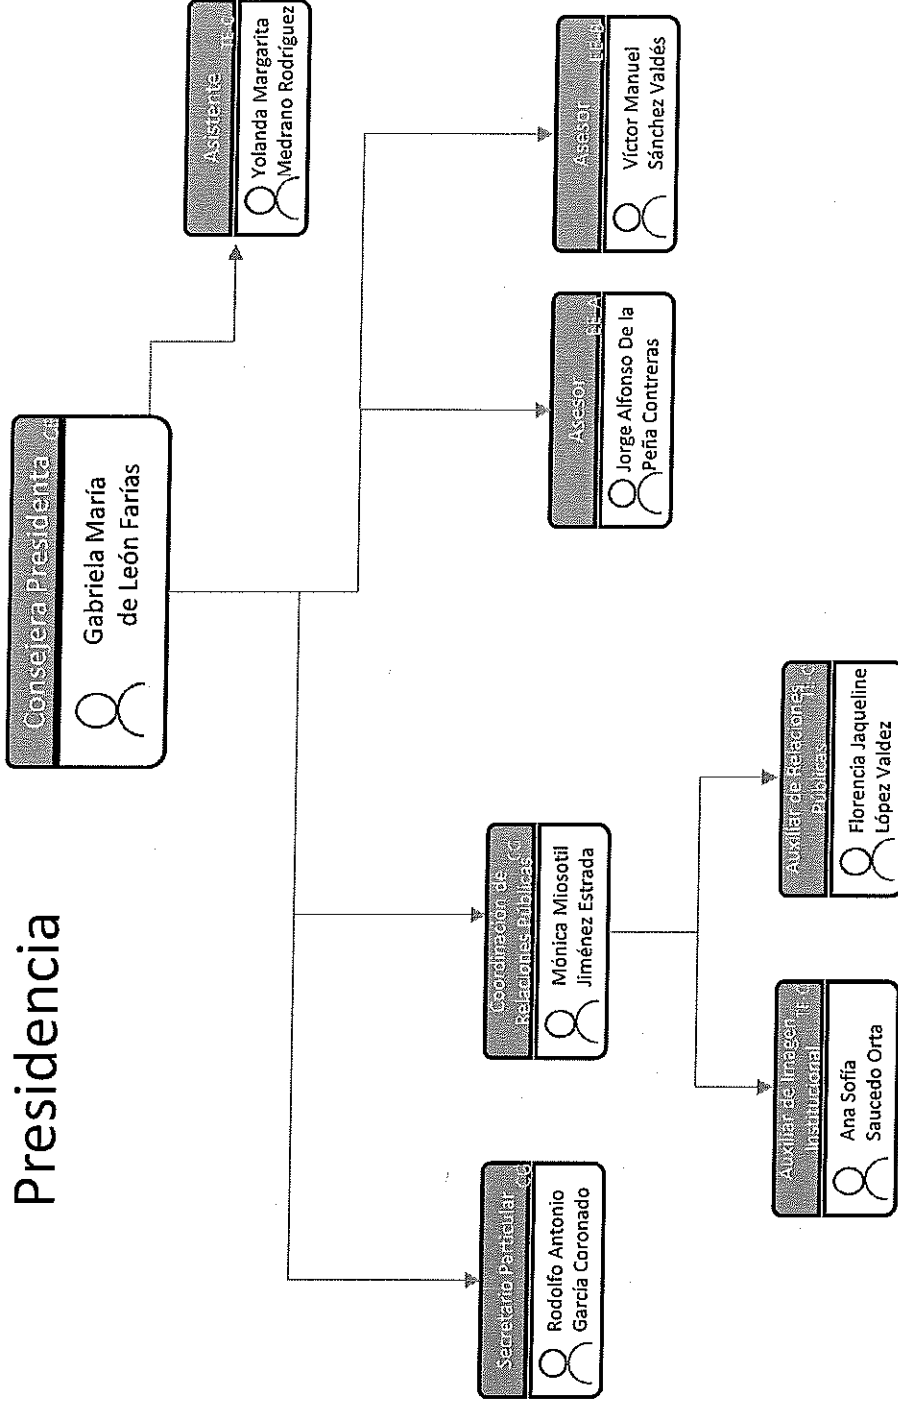 Presidencia
Consejera Presidenta
Gabriela María
de León Farías
Asistente
Yolanda Margarita
Medrano Rodríguez
Secretario Particular
Rodolfo Antonio
García Coronado
Coordinación de
Relaciones Públicas
Mónica Miosotil
Jiménez Estrada
Asesor
Jorge Alfonso De la
Peña Contreras
Asesor
Víctor Manuel
Sánchez Valdés
Auxiliar de Imagen
Institucional
Ana Sofía
Saucedo Orta
Auxiliar de Relaciones
Públicas
Florencia Jaqueline
López Valdez